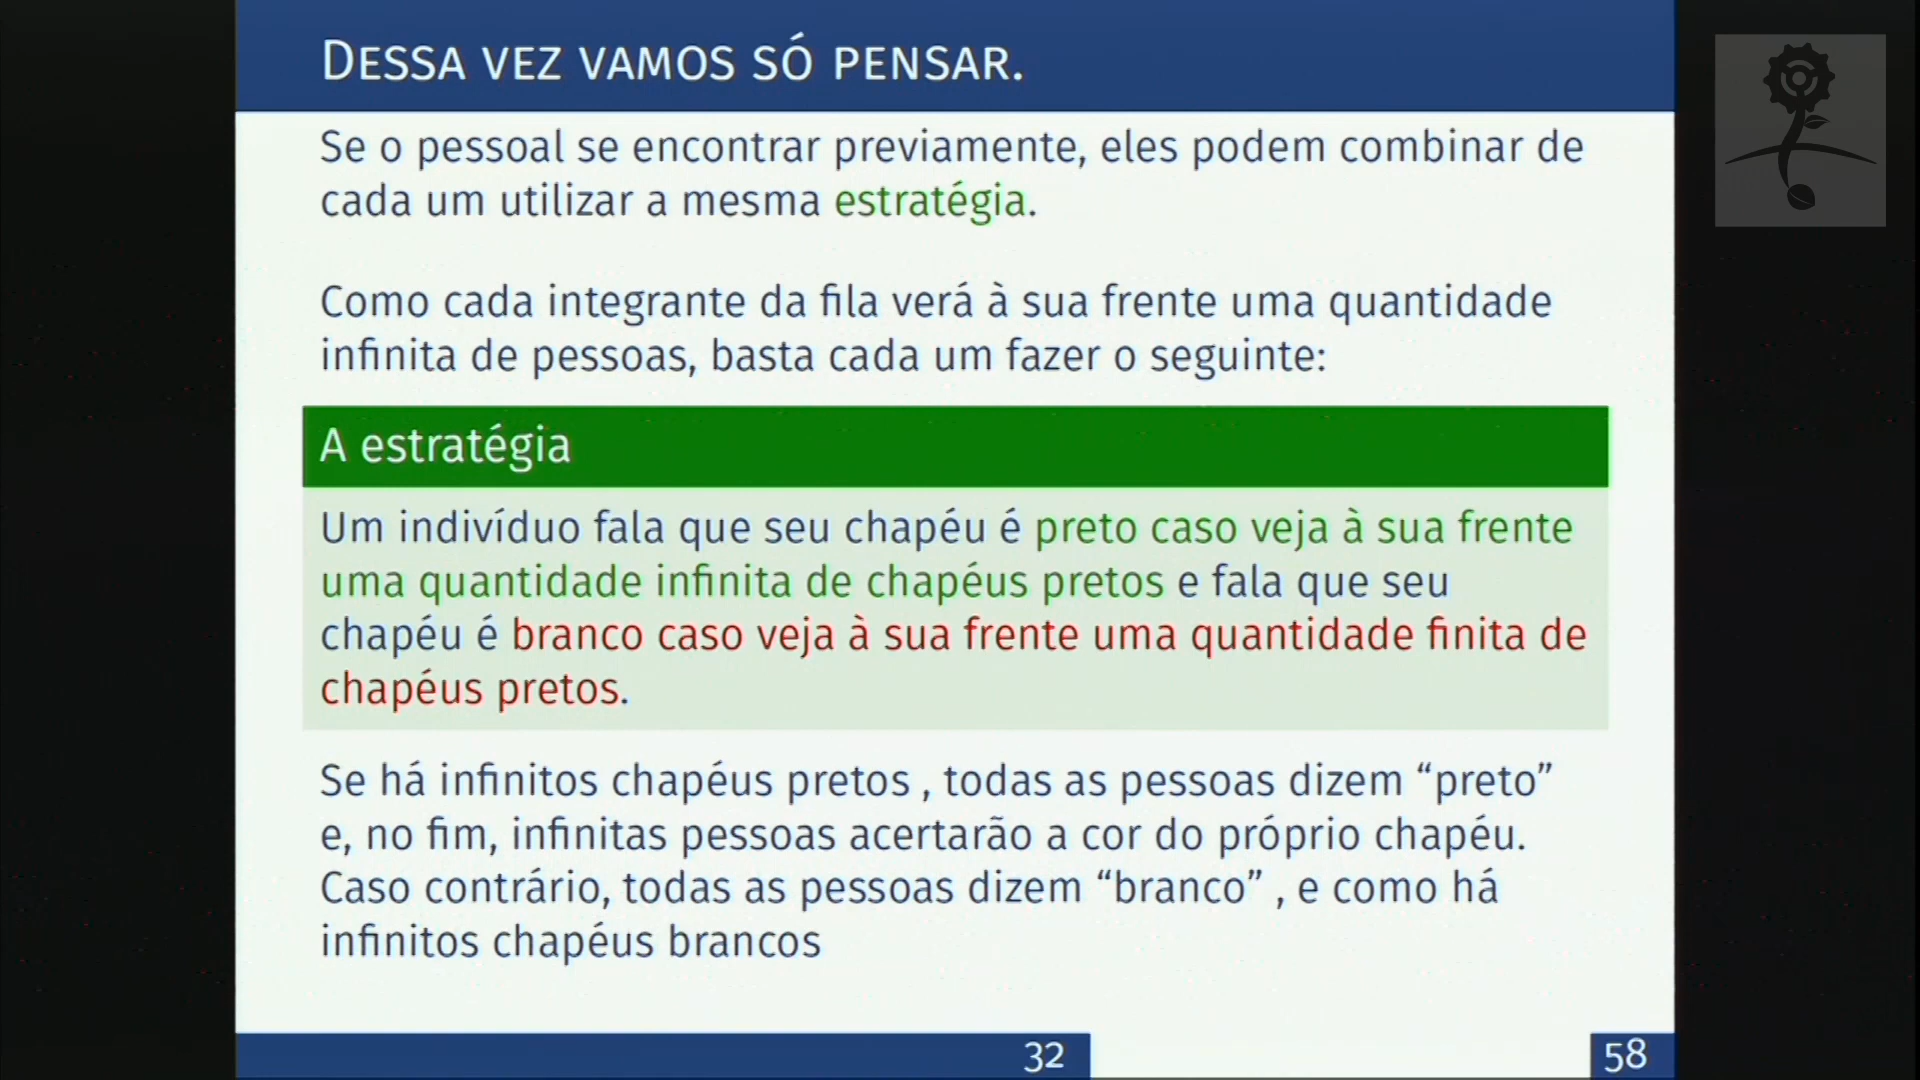 DESSA VEZ VAMOS SÓ PENSAR.
Se o pessoal se encontrar previamente, eles podem combinar de
cada um utilizar a mesma estratégia.
Como cada integrante da fila verá à sua frente uma quantidade
infinita de pessoas, basta cada um fazer o seguinte:
A estratégia
Um indivíduo fala que seu chapéu é preto caso veja à sua frente
uma quantidade infinita de chapéus pretos e fala que seu
chapéu é branco caso veja à sua frente uma quantidade finita de
chapéus pretos.
Se há infinitos chapéus pretos , todas as pessoas dizem “preto”
e, no fim, infinitas pessoas acertarão a cor do próprio chapéu.
Caso contrário, todas as pessoas dizem “branco” , e como há
infinitos chapéus brancos
32
58